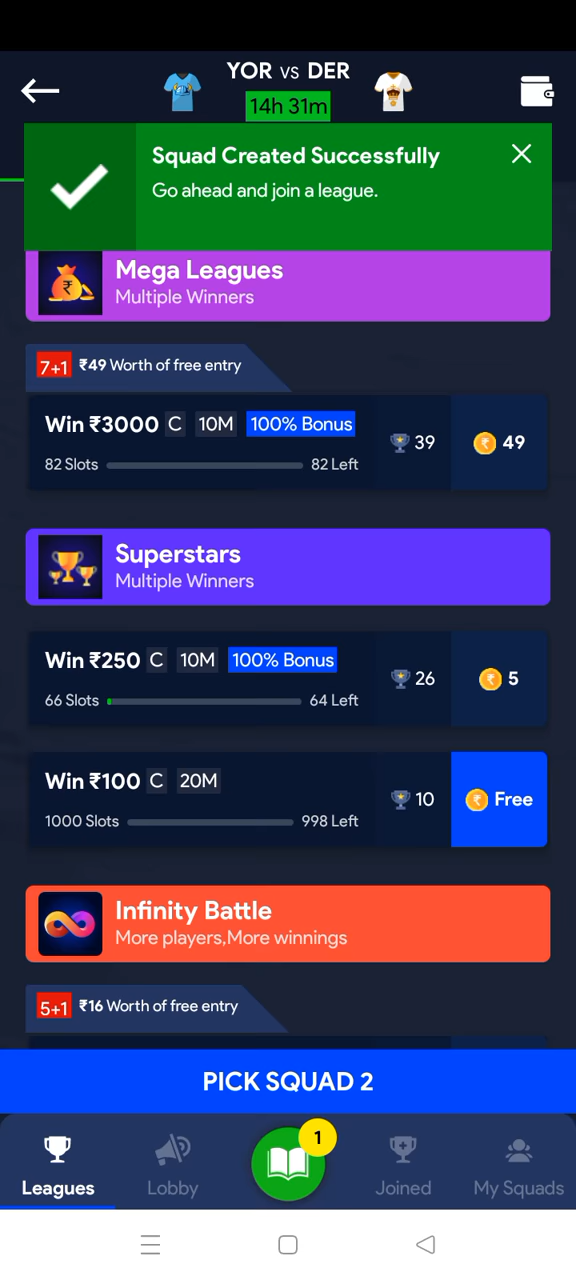 YOR vs DER
14h 31m
Squad Created Successfully
Go ahead and join a league.
Mega Leagues
Multiple Winners
7+1 ₹49 Worth of free entry
Win ₹3000 C 10M 100% Bonus
39
49
82 Slots 82 Left
Superstars
Multiple Winners
Win ₹250 C 10M 100% Bonus
26
5
66 Slots 64 Left
Win ₹100 C 20M
10
Free
1000 Slots 998 Left
Infinity Battle
More players,More winnings
5+1 ₹16 Worth of free entry
PICK SQUAD 2
1
Leagues Lobby Joined My Squads